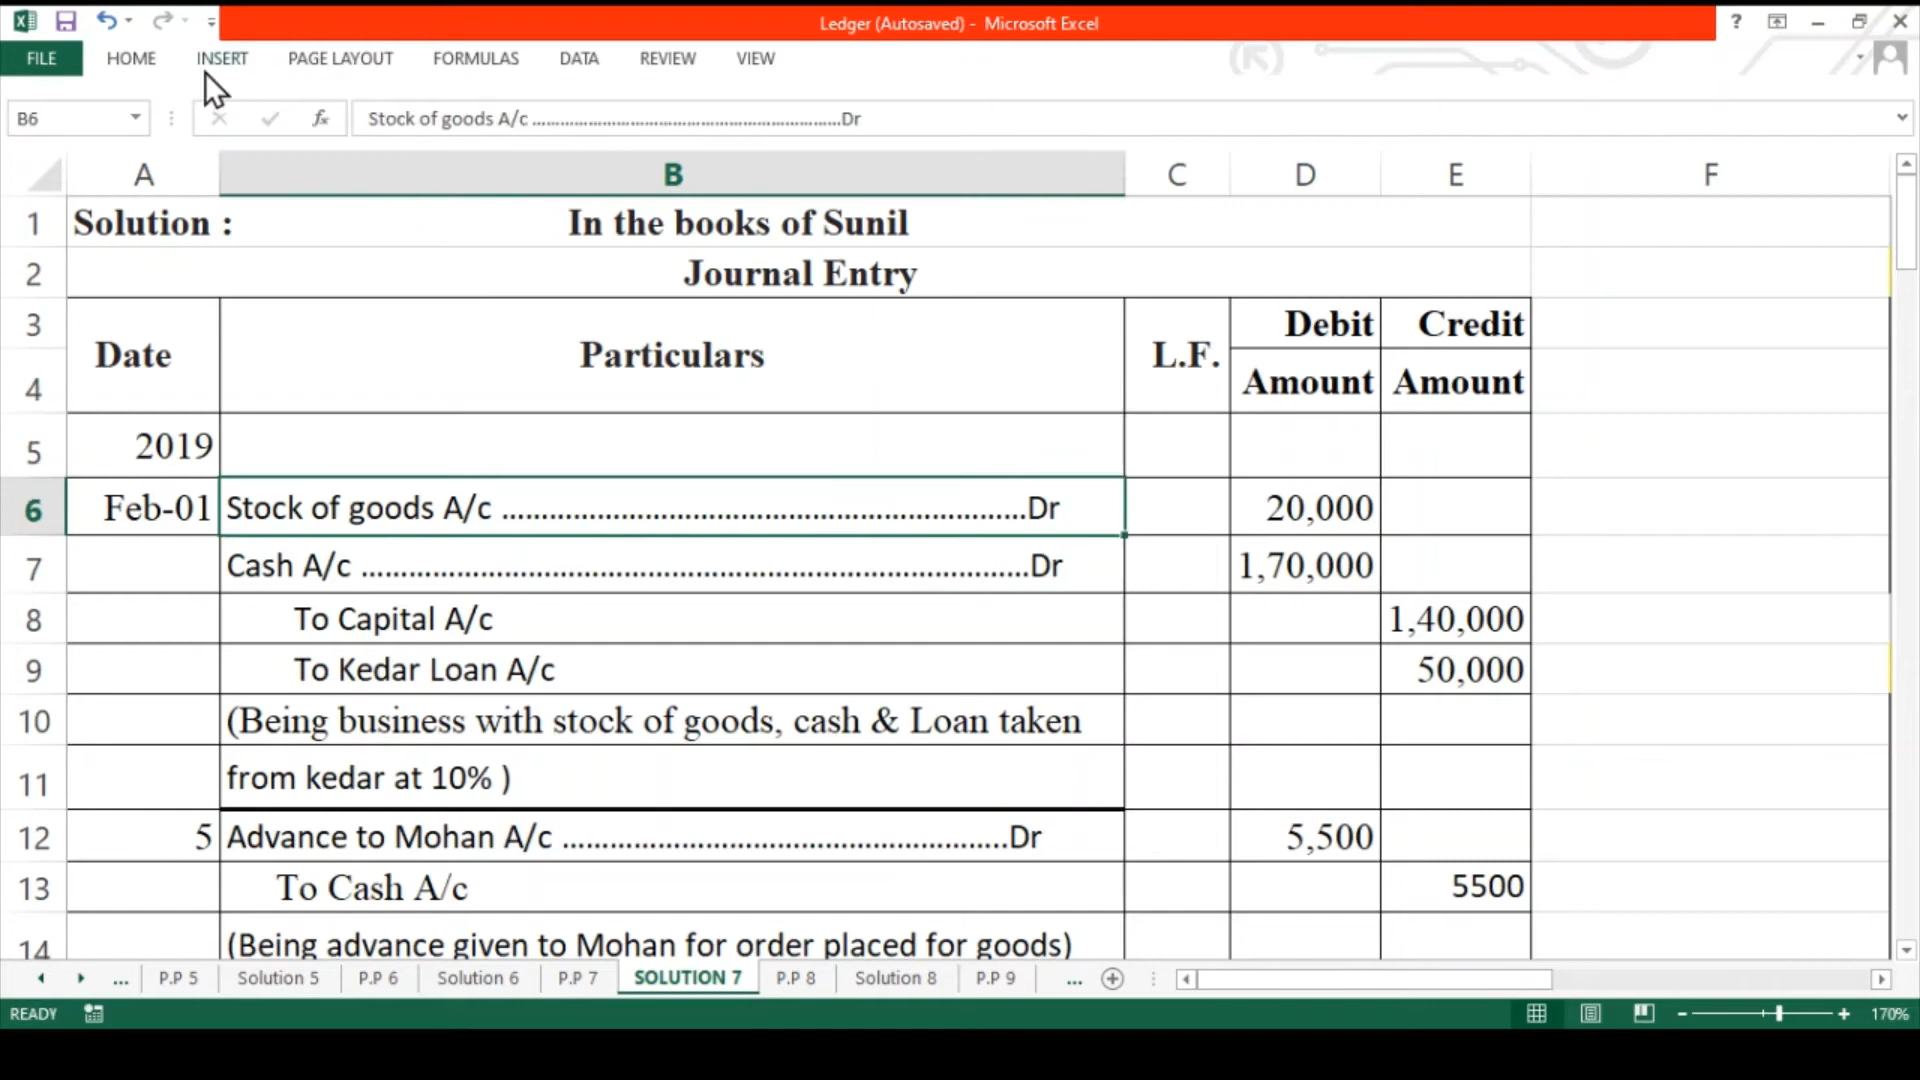 Ledger (Autosaved) - Microsoft Excel
FILE HOME INSERT PAGE LAYOUT FORMULAS DATA REVIEW VIEW
B6 fx Stock of goods A/c ......................................................................Dr
A B C D E F
1 Solution : In the books of Sunil
2 Journal Entry
3 Date Particulars L.F. Debit Credit
4 Amount Amount
5 2019
6 Feb-01 Stock of goods A/c ...................................................................Dr 20,000
7 Cash A/c .....................................................................................Dr 1,70,000
8 To Capital A/c 1,40,000
9 To Kedar Loan A/c 50,000
10 (Being business with stock of goods, cash & Loan taken
11 from kedar at 10% )
12 5 Advance to Mohan A/c .........................................................Dr 5,500
13 To Cash A/c 5500
14 (Being advance given to Mohan for order placed for goods)
... P.P 5 Solution 5 P.P 6 Solution 6 P.P 7 SOLUTION 7 P.P 8 Solution 8 P.P 9 ...
READY 170%